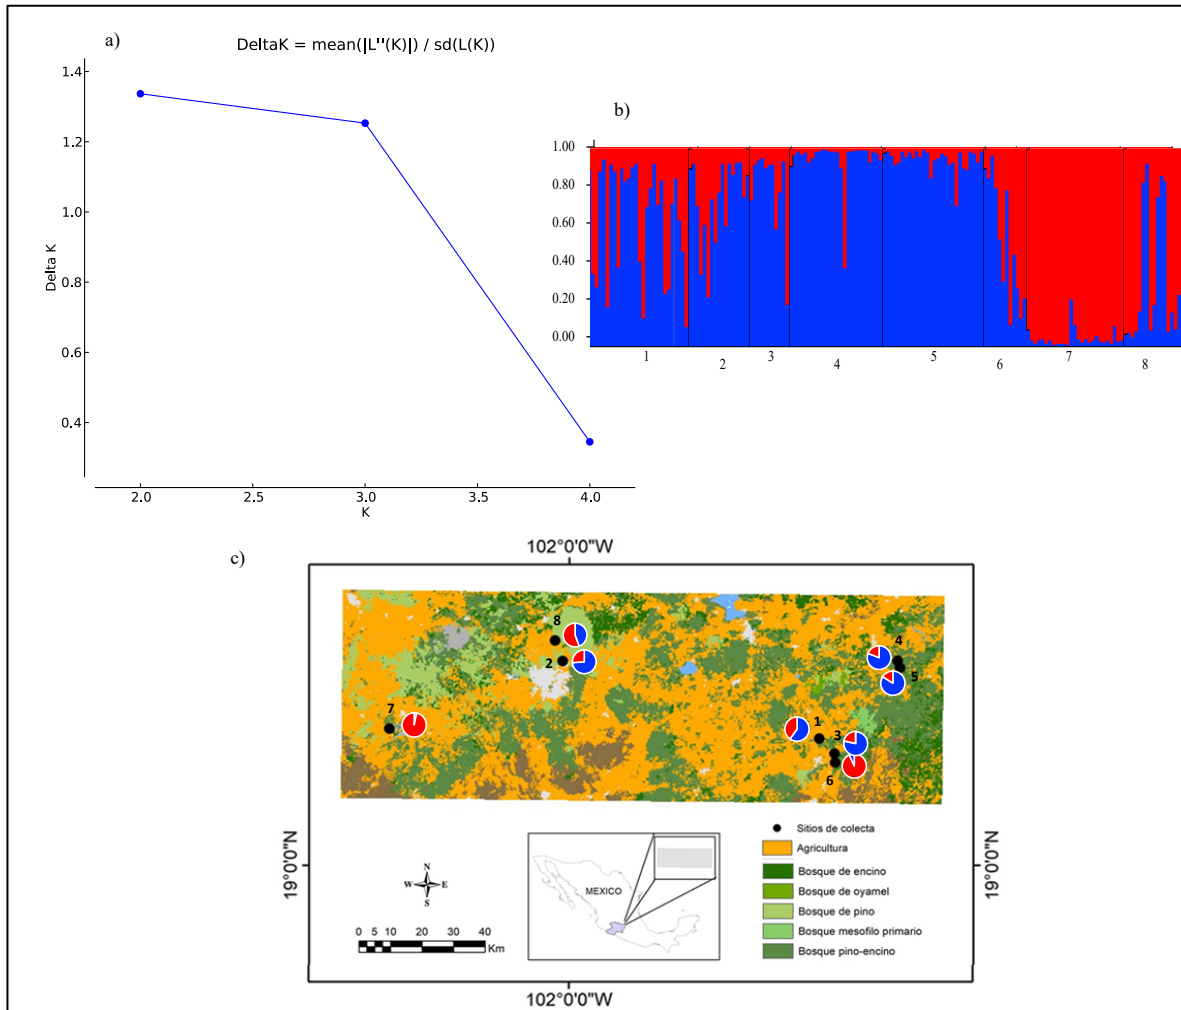 a)
DeltaK = mean(|L''(K)|) / sd(L(K))
1.4
1.2
1.0
0.8
0.6
0.4
Delta K
2.0
2.5
3.0
3.5
4.0
K
b)
1.00
0.80
0.60
0.40
0.20
0.00
1
2
3
4
5
6
7
8
c)
102°0'0"W
8
2
7
4
5
1
3
6
19°0'0"N
19°0'0"N
N
W
E
S
0 5 10 20 30 40
Km
MEXICO
Sitios de colecta
Agricultura
Bosque de encino
Bosque de oyamel
Bosque de pino
Bosque mesofilo primario
Bosque pino-encino
102°0'0"W